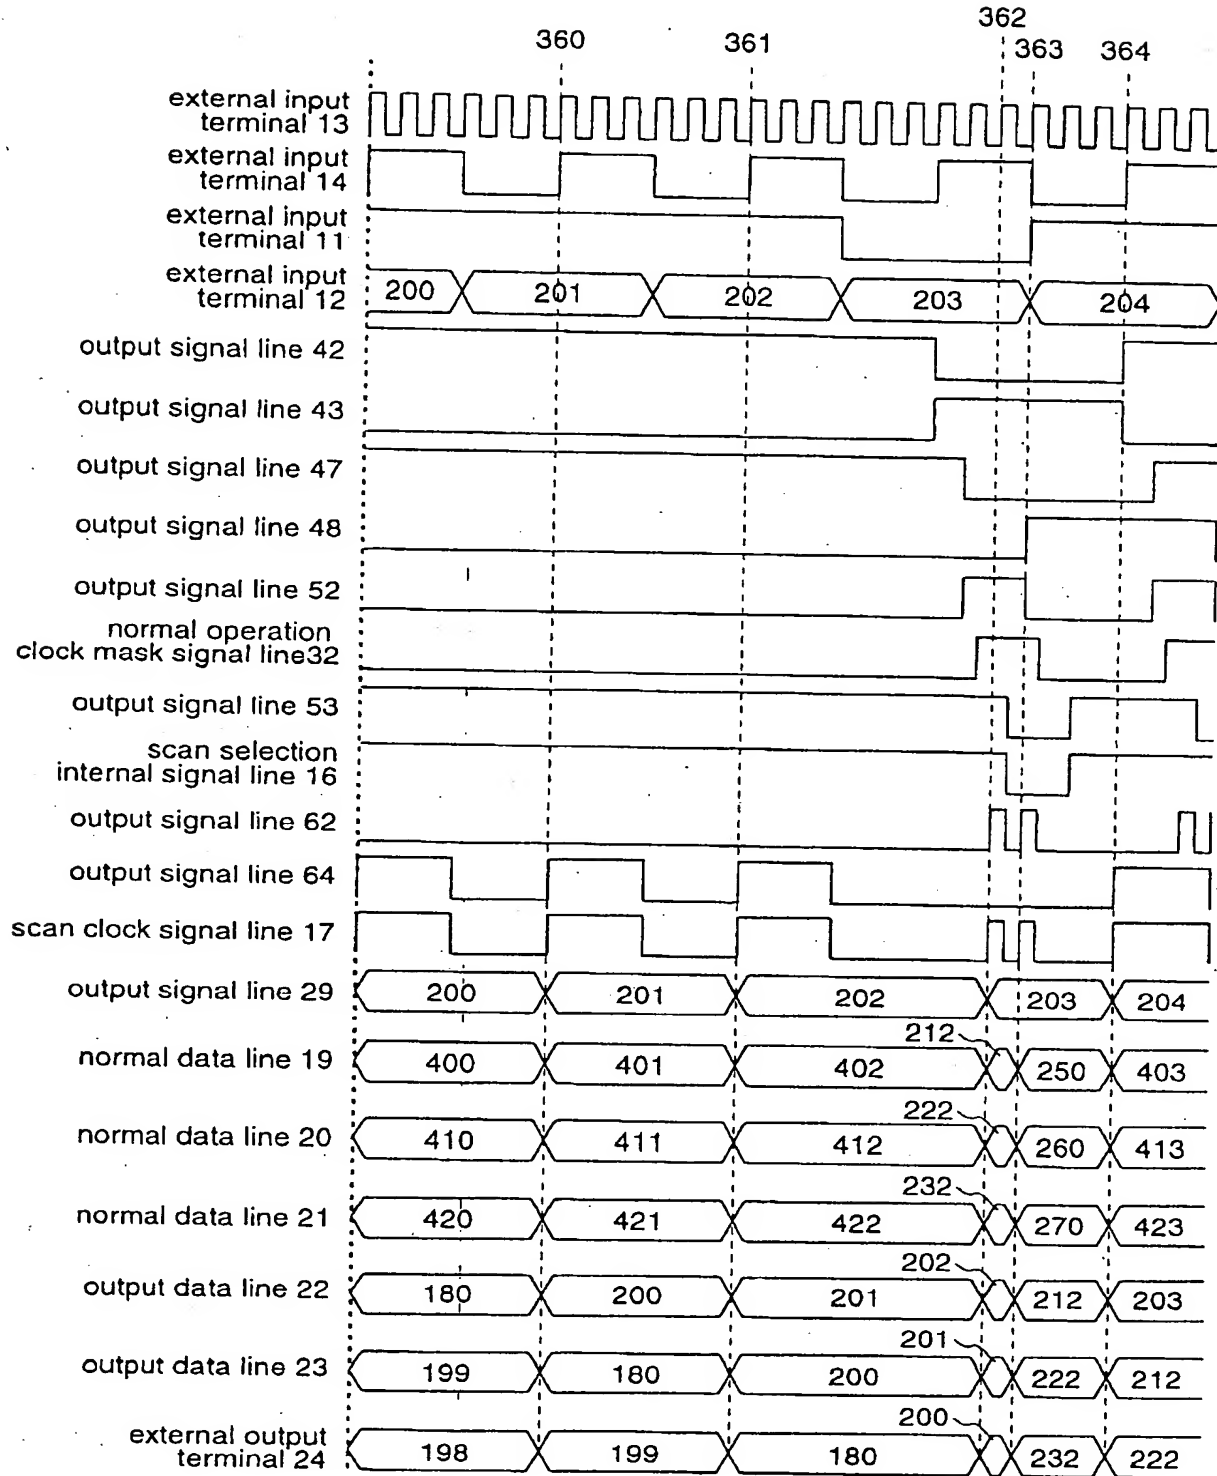 362
360 361 363 364
external input
terminal 13
external input
terminal 14
external input
terminal 11
external input
terminal 12 200 201 202 203 204
output signal line 42
output signal line 43
output signal line 47
output signal line 48
output signal line 52
normal operation
clock mask signal line32
output signal line 53
scan selection
internal signal line 16
output signal line 62
output signal line 64
scan clock signal line 17
output signal line 29 200 201 202 203 204
212
normal data line 19 400 401 402 250 403
222
normal data line 20 410 411 412 260 413
232
normal data line 21 420 421 422 270 423
202
output data line 22 180 200 201 212 203
201
output data line 23 199 180 200 222 212
200
external output
terminal 24 198 199 180 232 222